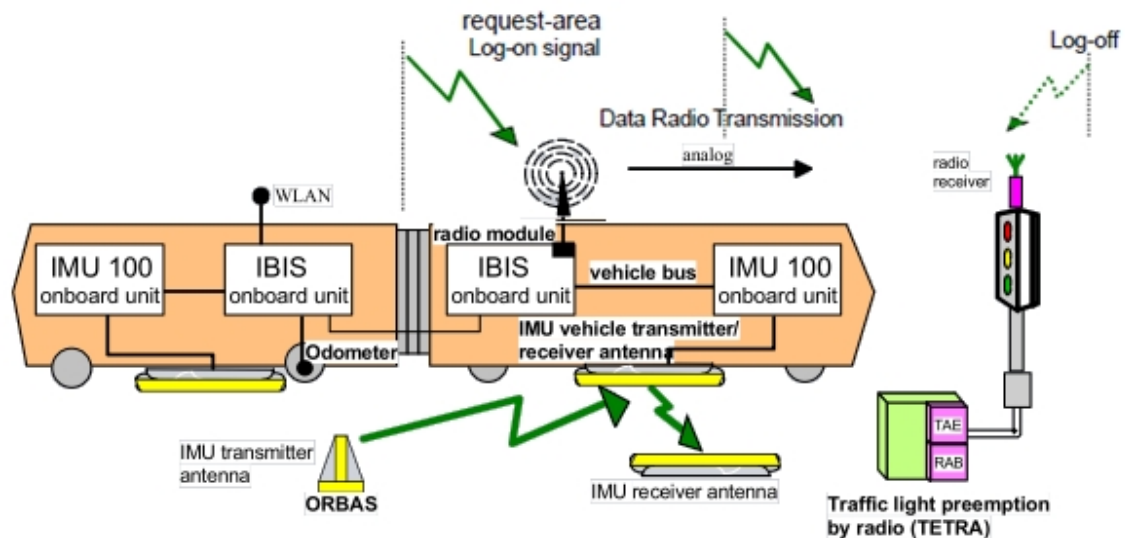 request-area
Log-on signal
Log-off
Data Radio Transmission
analog
radio
receiver
WLAN
radio module
IMU 100
onboard unit
IBIS
onboard unit
IBIS
onboard unit
vehicle bus
IMU 100
onboard unit
Odometer
IMU vehicle transmitter/
receiver antenna
IMU transmitter
antenna
ORBAS
IMU receiver antenna
TAE
RAB
Traffic light preemption
by radio (TETRA)